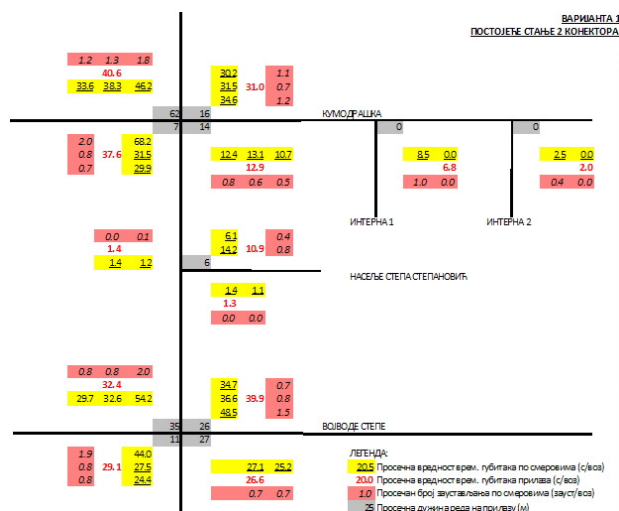 ВАРИЈАНТА 1
ПОСТОЈЕЋЕ СТАЊЕ 2 КОНЕКТОРА
1.2 1.3 1.8
40.6
33.6 38.3 46.2
30.2 1.1
31.5 31.0 0.7
34.6 1.2
62 16
КУМОДРАШКА
7 14
0
0
2.0 68.2
0.8 37.6 31.5
0.7 29.9
12.4 13.1 10.7
12.9
0.8 0.6 0.5
8.5 0.0
6.8
1.0 0.0
2.5 0.0
2.0
0.4 0.0
ИНТЕРНА 1
ИНТЕРНА 2
0.0 0.1
1.4
1.4 1.2
6.1 0.4
14.2 10.9 0.8
6
НАСЕЉЕ СТЕПА СТЕПАНОВИЋ
1.4 1.1
1.3
0.0 0.0
0.8 0.8 2.0
32.4
29.7 32.6 54.2
34.7 0.7
36.6 39.9 0.8
48.5 1.5
35 26
ВОЈВОДЕ СТЕПЕ
11 27
1.9 44.0
0.8 29.1 27.5
0.8 24.4
27.1 25.2
26.6
0.7 0.7
ЛЕГЕНДА:
20.5 Просечна вредност врем. губитака по смеровима (с/воз)
20.0 Просечна вредност врем. губитака прилаза (с/воз)
1.0 Просечан број заустављања по смеровима (зауст/воз)
25 Просечна дужина реда на прилазу (м)